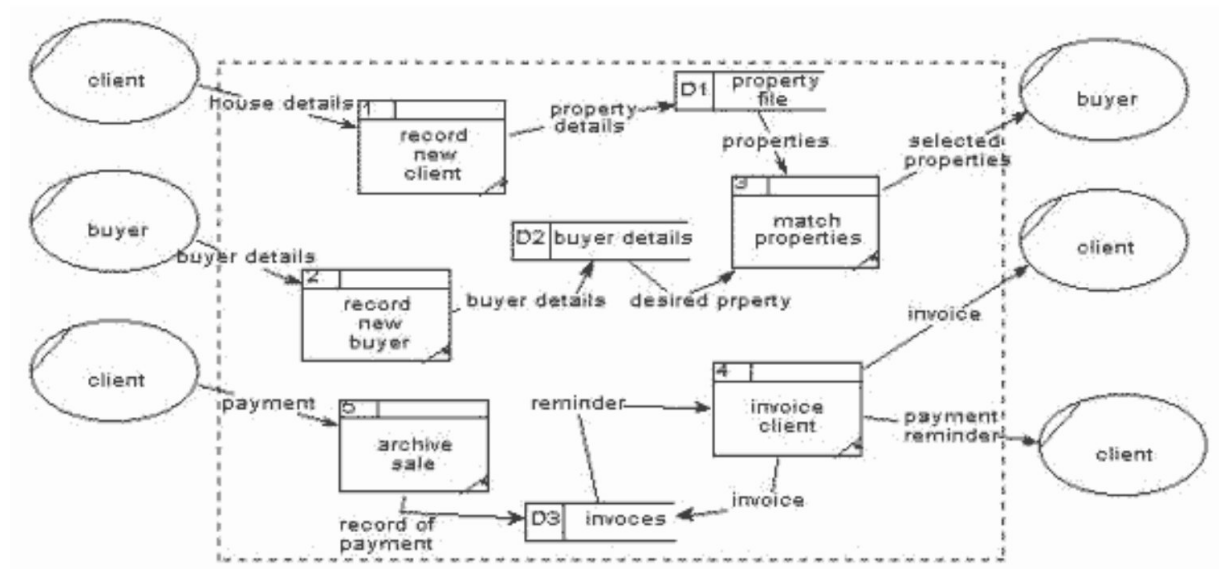 client
house details
1
record
new
client
property
details
D1
property
file
properties
buyer
selected
properties
3
match
properties
buyer
buyer details
2
record
new
buyer
buyer details
D2
buyer details
desired prperty
client
invoice
client
payment
5
archive
sale
record of
payment
reminder
4
invoice
client
invoice
D3
invoces
payment
reminder
client